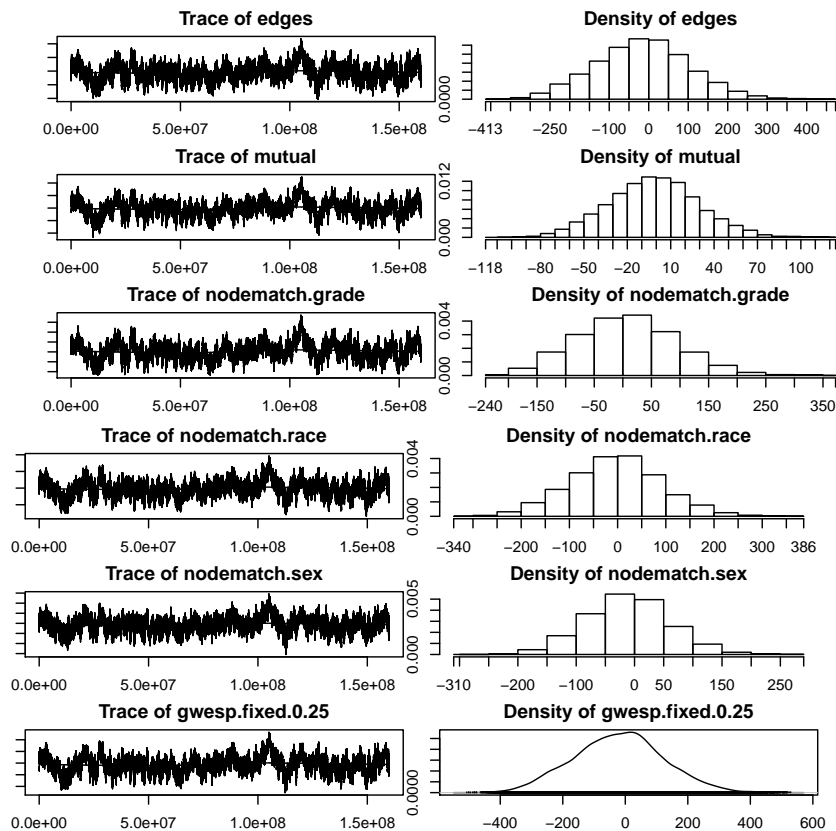 Trace of edges
0.0e+00 5.0e+07 1.0e+08 1.5e+08
Density of edges
0.0000
−413 −250 −100 0 100 200 300 400
Trace of mutual
0.0e+00 5.0e+07 1.0e+08 1.5e+08
Density of mutual
0.000 0.012
−118 −80 −50 −20 10 40 70 100
Trace of nodematch.grade
0.0e+00 5.0e+07 1.0e+08 1.5e+08
Density of nodematch.grade
0.000 0.004
−240 −150 −50 50 150 250 350
Trace of nodematch.race
0.0e+00 5.0e+07 1.0e+08 1.5e+08
Density of nodematch.race
0.000 0.004
−340 −200 −100 0 100 200 300 386
Trace of nodematch.sex
0.0e+00 5.0e+07 1.0e+08 1.5e+08
Density of nodematch.sex
0.000 0.005
−310 −200 −100 0 50 150 250
Trace of gwesp.fixed.0.25
0.0e+00 5.0e+07 1.0e+08 1.5e+08
Density of gwesp.fixed.0.25
0.0000
−400 −200 0 200 400 600